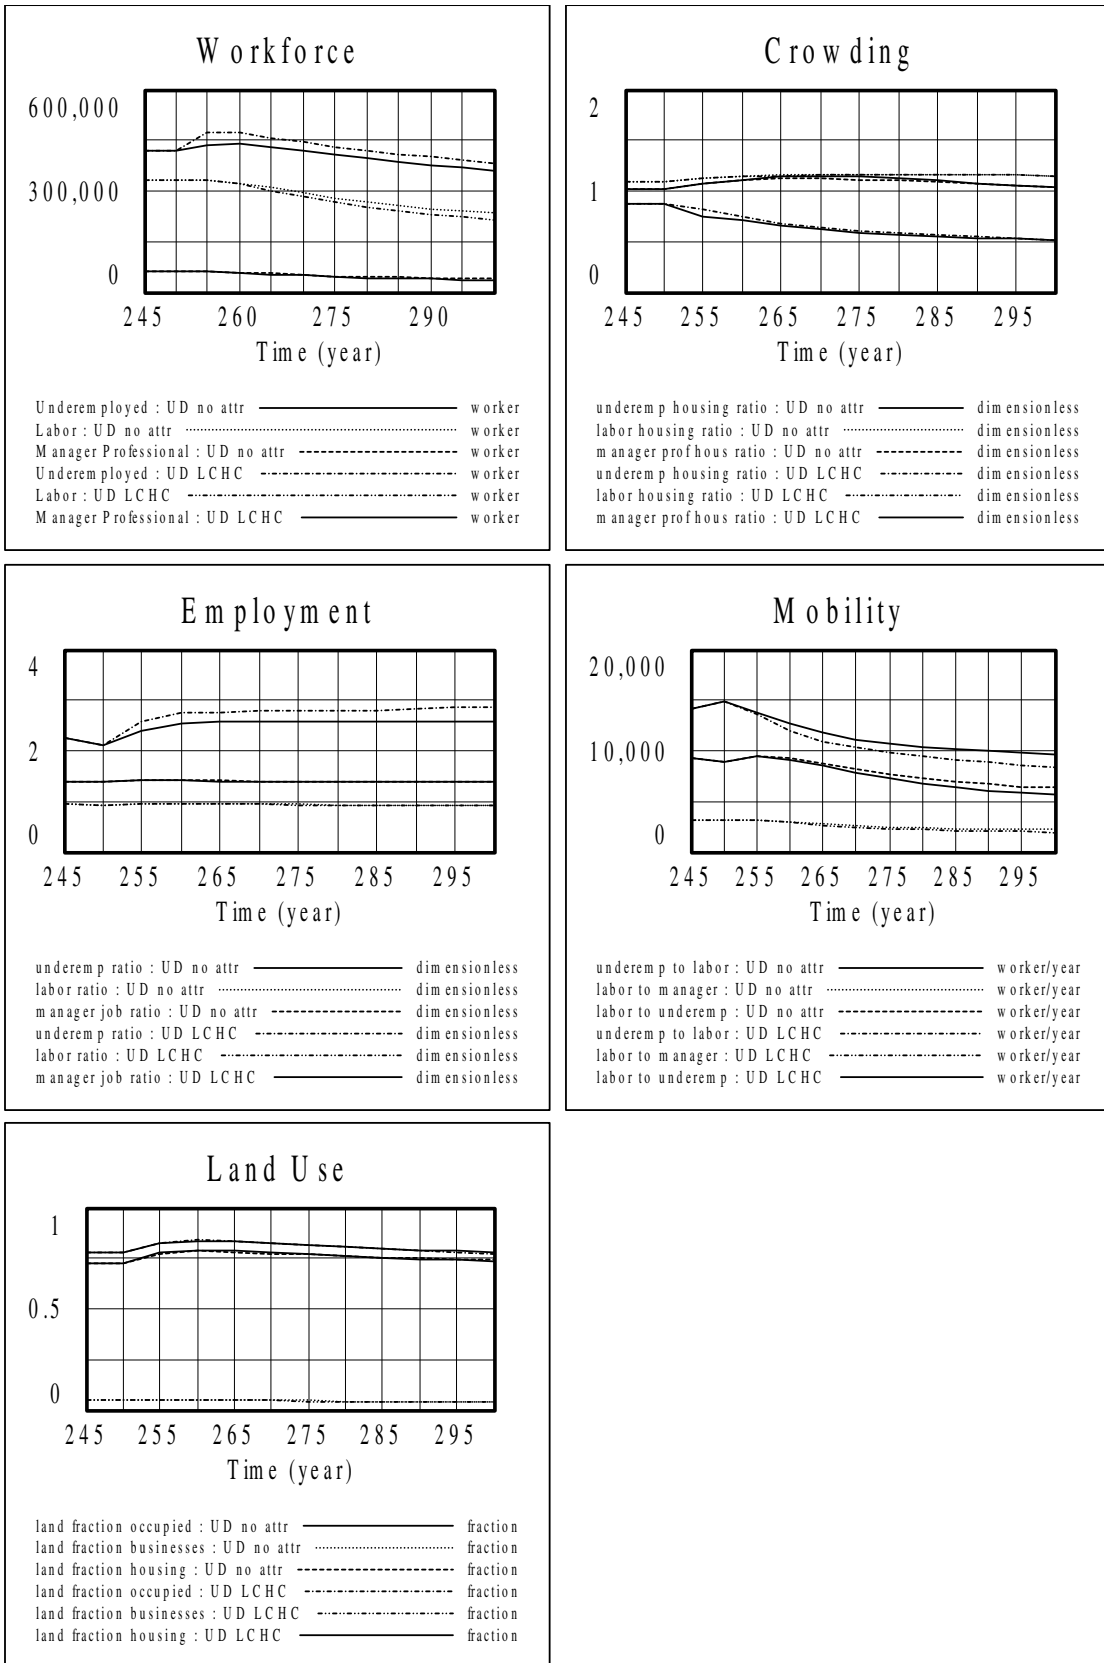 Workforce
600,000
300,000
0
245 260 275 290
Time (year)
Underemployed : UD no attr worker
Labor : UD no attr worker
Manager Professional : UD no attr worker
Underemployed : UD LCHC worker
Labor : UD LCHC worker
Manager Professional : UD LCHC worker
Crowding
2
1
0
245 255 265 275 285 295
Time (year)
underemp housing ratio : UD no attr dimensionless
labor housing ratio : UD no attr dimensionless
manager prof hous ratio : UD no attr dimensionless
underemp housing ratio : UD LCHC dimensionless
labor housing ratio : UD LCHC dimensionless
manager prof hous ratio : UD LCHC dimensionless
Employment
4
2
0
245 255 265 275 285 295
Time (year)
underemp ratio : UD no attr dimensionless
labor ratio : UD no attr dimensionless
manager job ratio : UD no attr dimensionless
underemp ratio : UD LCHC dimensionless
labor ratio : UD LCHC dimensionless
manager job ratio : UD LCHC dimensionless
Mobility
20,000
10,000
0
245 255 265 275 285 295
Time (year)
underemp to labor : UD no attr worker/year
labor to manager : UD no attr worker/year
labor to underemp : UD no attr worker/year
underemp to labor : UD LCHC worker/year
labor to manager : UD LCHC worker/year
labor to underemp : UD LCHC worker/year
Land Use
1
0.5
0
245 255 265 275 285 295
Time (year)
land fraction occupied : UD no attr fraction
land fraction businesses : UD no attr fraction
land fraction housing : UD no attr fraction
land fraction occupied : UD LCHC fraction
land fraction businesses : UD LCHC fraction
land fraction housing : UD LCHC fraction